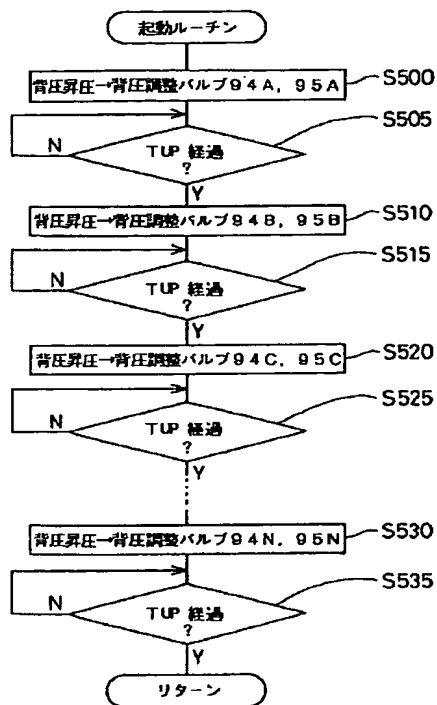 起動ルーチン
背圧昇圧→背圧調整バルブ94A，95A
S500
S505
TUP 経過
?
N
Y
背圧昇圧→背圧調整バルブ94B，95B
S510
S515
TUP 経過
?
N
Y
背圧昇圧→背圧調整バルブ94C，95C
S520
S525
TUP 経過
?
N
Y
背圧昇圧→背圧調整バルブ94N，95N
S530
S535
TUP 経過
?
N
Y
リターン